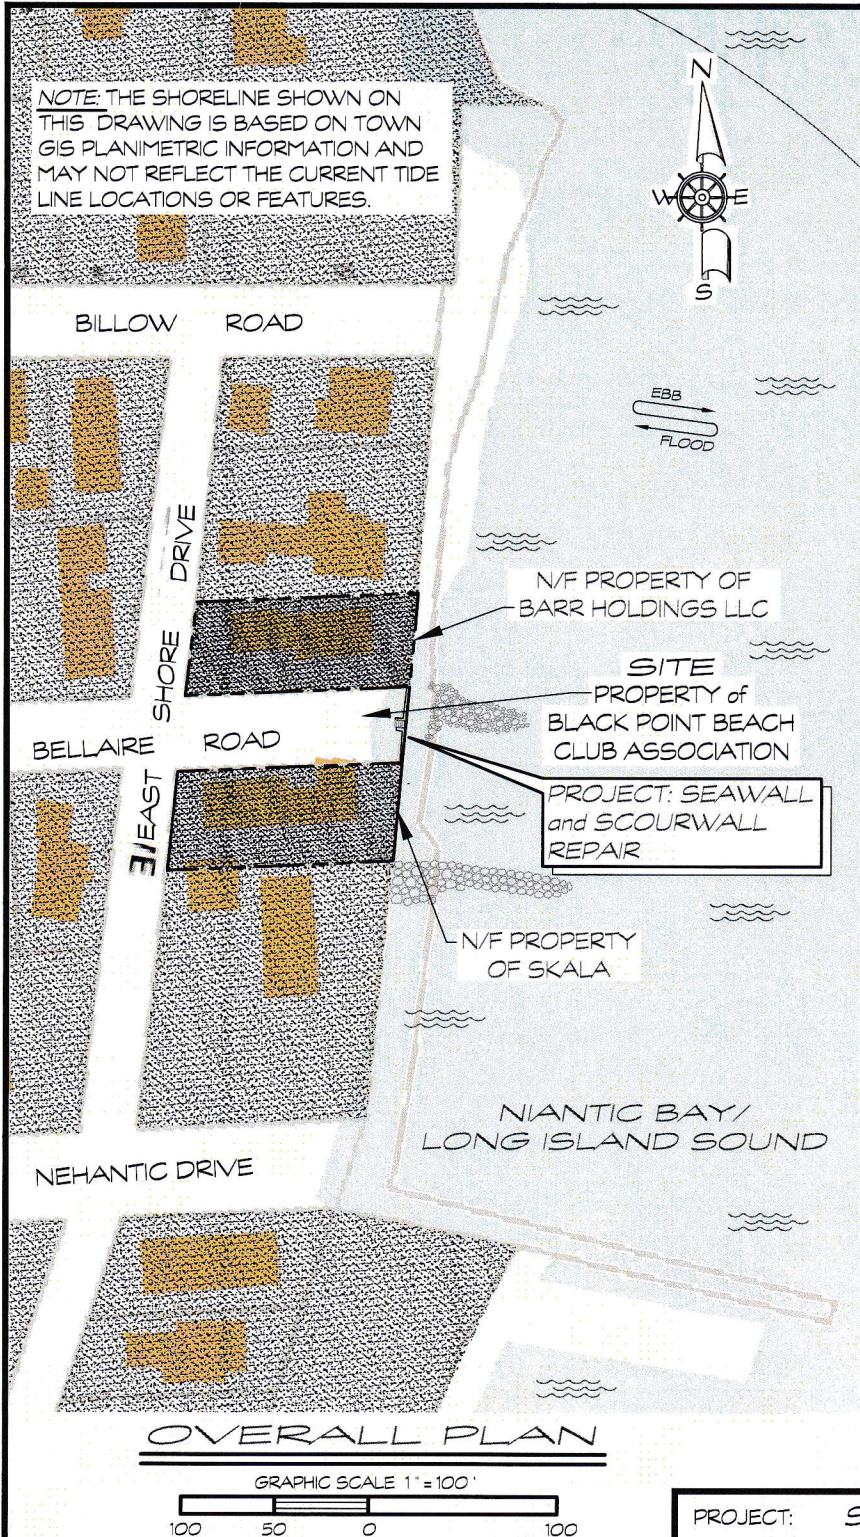 NOTE: THE SHORELINE SHOWN ON
THIS DRAWING IS BASED ON TOWN
GIS PLANIMETRIC INFORMATION AND
MAY NOT REFLECT THE CURRENT TIDE
LINE LOCATIONS OR FEATURES.
N
W E
S
BILLOW ROAD
EBB
FLOOD
EAST SHORE DRIVE
N/F PROPERTY OF
BARR HOLDINGS LLC
SITE
PROPERTY of
BLACK POINT BEACH
CLUB ASSOCIATION
BELLAIRE ROAD
PROJECT: SEAWALL
and SCOURWALL
REPAIR
N/F PROPERTY
OF SKALA
NIANTIC BAY/
LONG ISLAND SOUND
NEHANTIC DRIVE
OVERALL PLAN
GRAPHIC SCALE 1"=100'
100 50 0 100
PROJECT: S